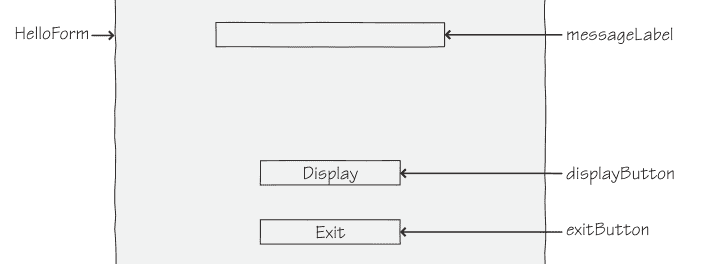 HelloForm
messageLabel
Display
displayButton
Exit
exitButton